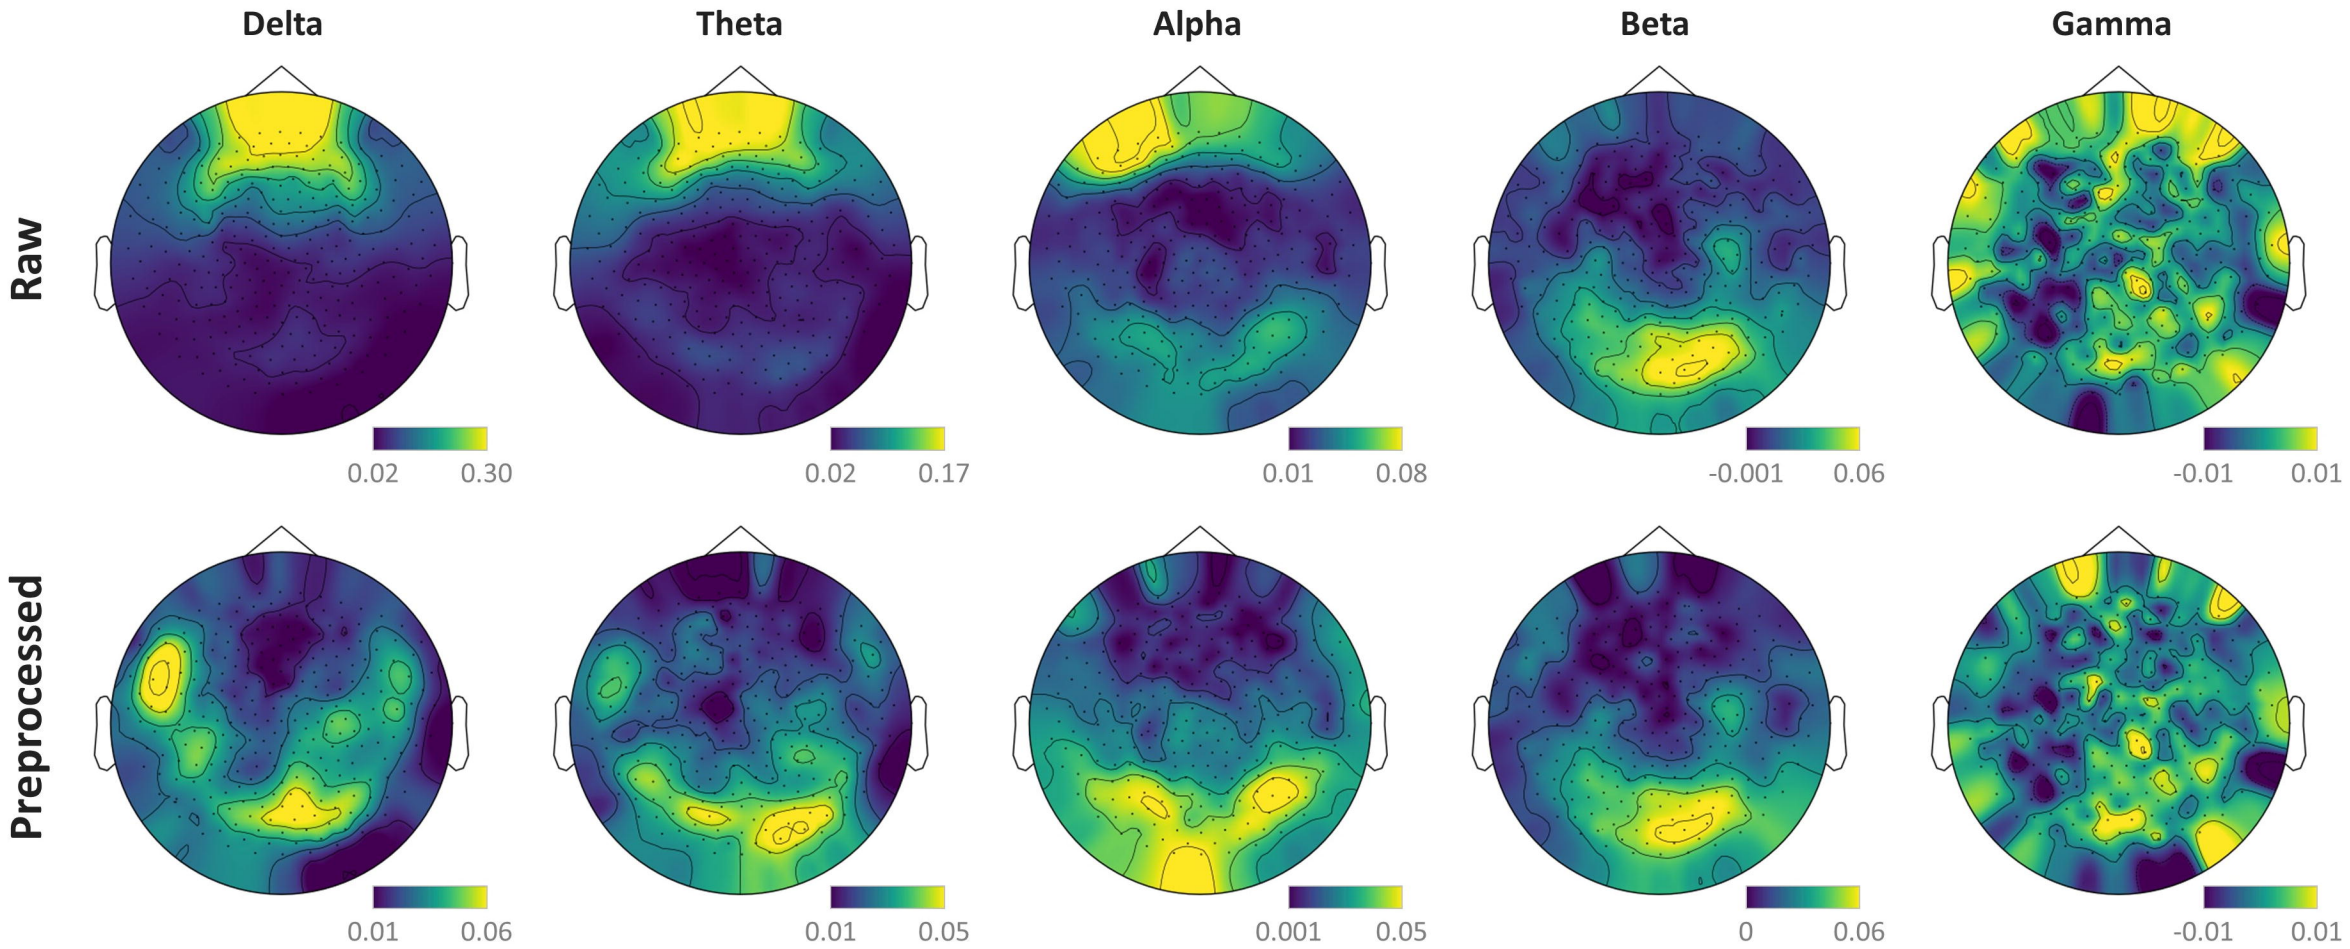 Delta Theta Alpha Beta Gamma
Raw
0.02 0.30 0.02 0.17 0.01 0.08 -0.001 0.06 -0.01 0.01
Preprocessed
0.01 0.06 0.01 0.05 0.001 0.05 0 0.06 -0.01 0.01